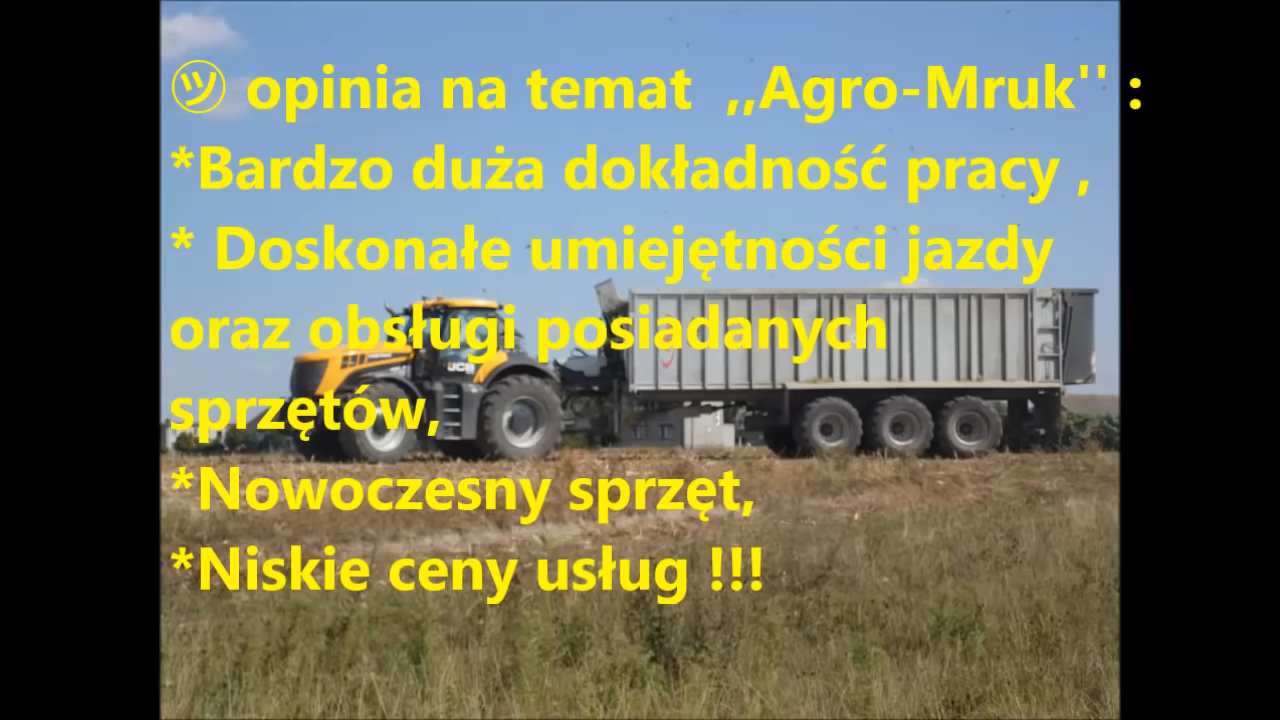 ㋡ opinia na temat ,,Agro-Mruk'' :
*Bardzo duża dokładność pracy ,
* Doskonałe umiejętności jazdy
oraz obsługi posiadanych
sprzętów,
*Nowoczesny sprzęt,
*Niskie ceny usług !!!
JCB